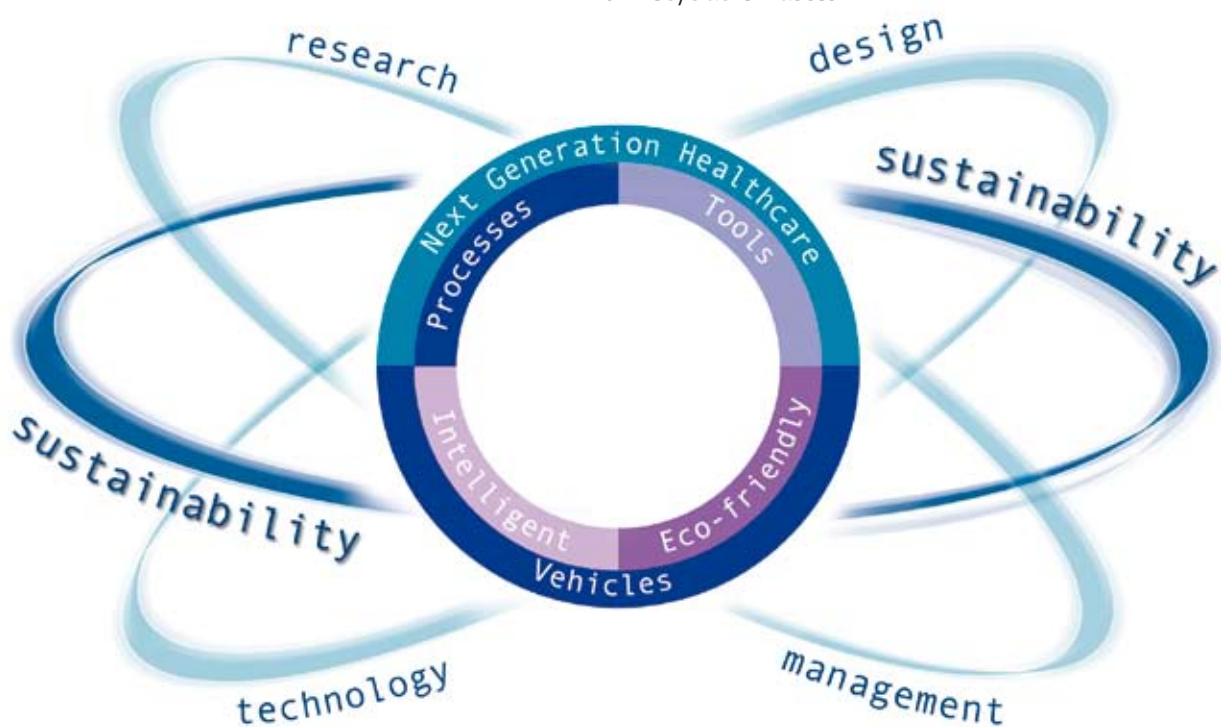 research
design
sustainability
Next Generation Healthcare
Processes
Tools
Intelligent
Eco-friendly
Vehicles
sustainability
technology
management